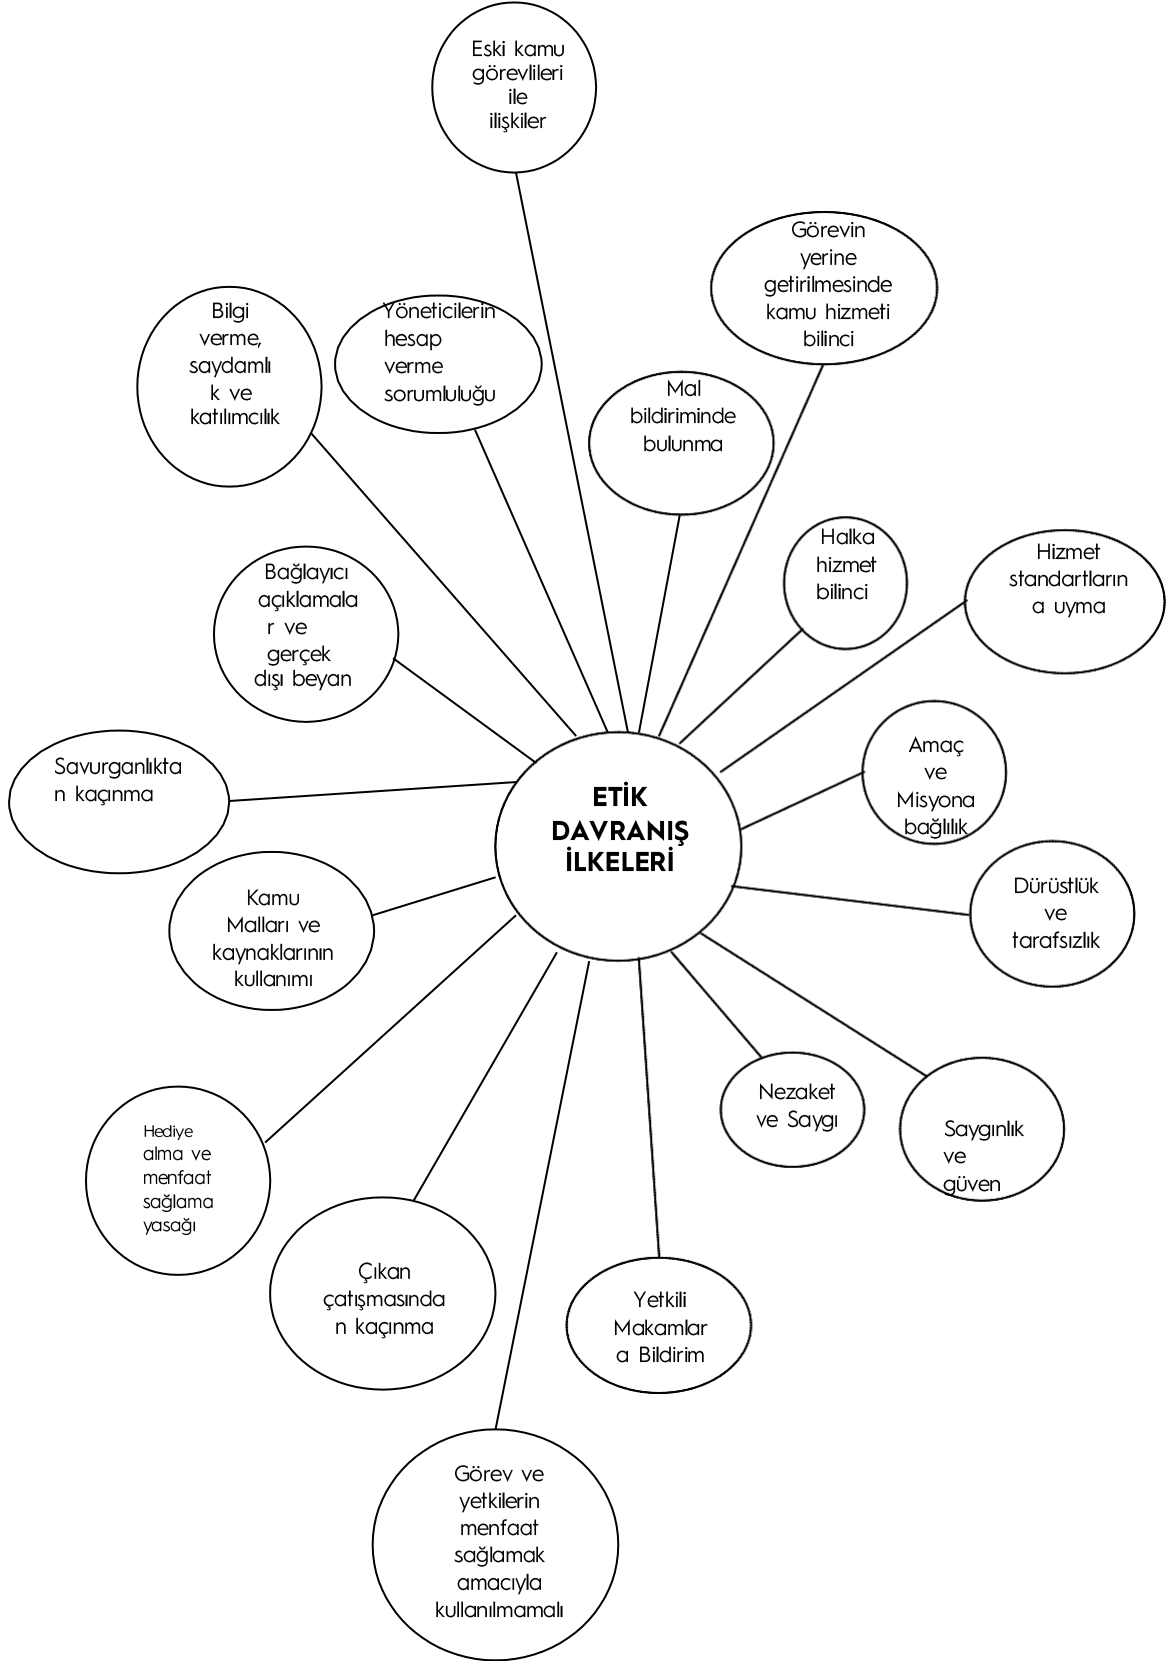 Eski kamu
görevlileri
ile
ilişkiler
Görevin
yerine
getirilmesinde
kamu hizmeti
bilinci
Bilgi
verme,
saydamlı
k ve
katılımcılık
Yöneticilerin
hesap
verme
sorumluluğu
Mal
bildiriminde
bulunma
Halka
hizmet
bilinci
Hizmet
standartların
a uyma
Bağlayıcı
açıklamala
r ve
gerçek
dışı beyan
Savurganlıkta
n kaçınma
ETİK
DAVRANIŞ
İLKELERİ
Amaç
ve
Misyona
bağlılık
Kamu
Malları ve
kaynaklarının
kullanımı
Dürüstlük
ve
tarafsızlık
Hediye
alma ve
menfaat
sağlama
yasağı
Nezaket
ve Saygı
Saygınlık
ve
güven
Çıkan
çatışmasında
n kaçınma
Yetkili
Makamlar
a Bildirim
Görev ve
yetkilerin
menfaat
sağlamak
amacıyla
kullanılmamalı